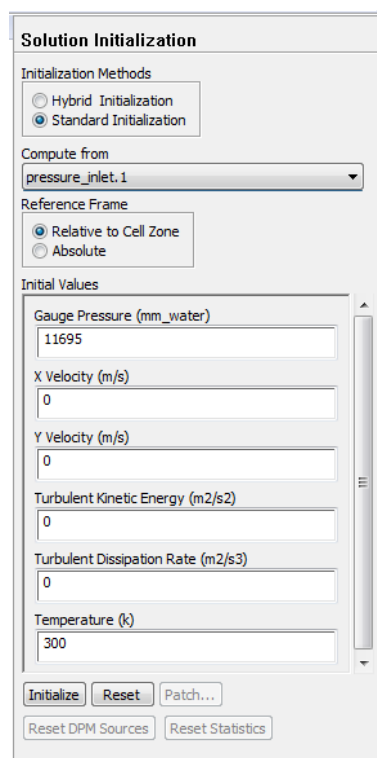 Solution Initialization
Initialization Methods
Hybrid Initialization
Standard Initialization
Compute from
pressure_inlet.1
Reference Frame
Relative to Cell Zone
Absolute
Initial Values
Gauge Pressure (mm_water)
11695
X Velocity (m/s)
0
Y Velocity (m/s)
0
Turbulent Kinetic Energy (m2/s2)
0
Turbulent Dissipation Rate (m2/s3)
0
Temperature (k)
300
Initialize Reset Patch...
Reset DPM Sources Reset Statistics